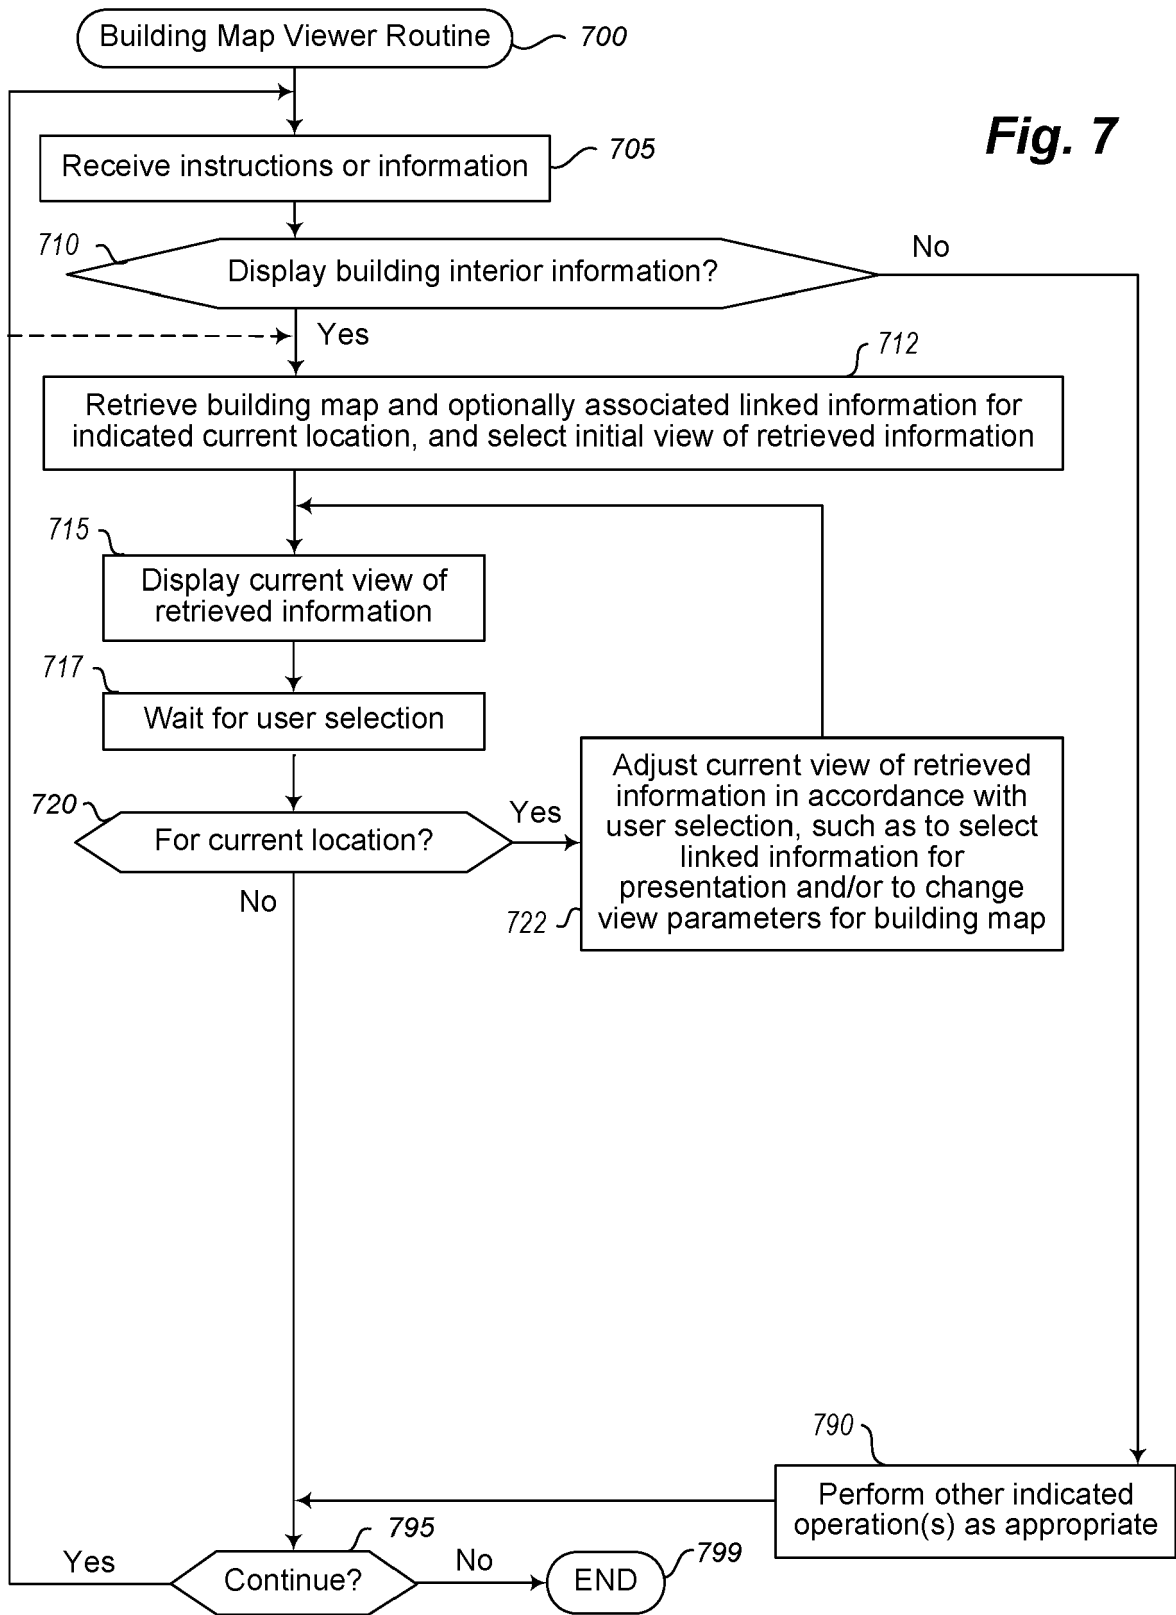 Building Map Viewer Routine
700
Fig. 7
Receive instructions or information
705
710
Display building interior information?
No
Yes
712
Retrieve building map and optionally associated linked information for
indicated current location, and select initial view of retrieved information
715
Display current view of
retrieved information
717
Wait for user selection
720
For current location?
Yes
No
Adjust current view of retrieved
information in accordance with
user selection, such as to select
linked information for
presentation and/or to change
view parameters for building map
722
790
Perform other indicated
operation(s) as appropriate
795
Continue?
Yes
No
END
799